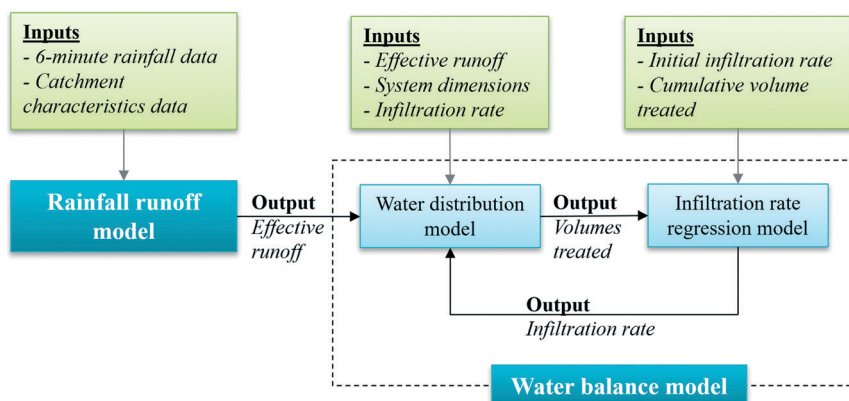 Inputs
- 6-minute rainfall data
- Catchment
characteristics data
Inputs
- Effective runoff
- System dimensions
- Infiltration rate
Inputs
- Initial infiltration rate
- Cumulative volume
treated
Rainfall runoff
model
Output
Effective
runoff
Water distribution
model
Output
Volumes
treated
Infiltration rate
regression model
Output
Infiltration rate
Water balance model